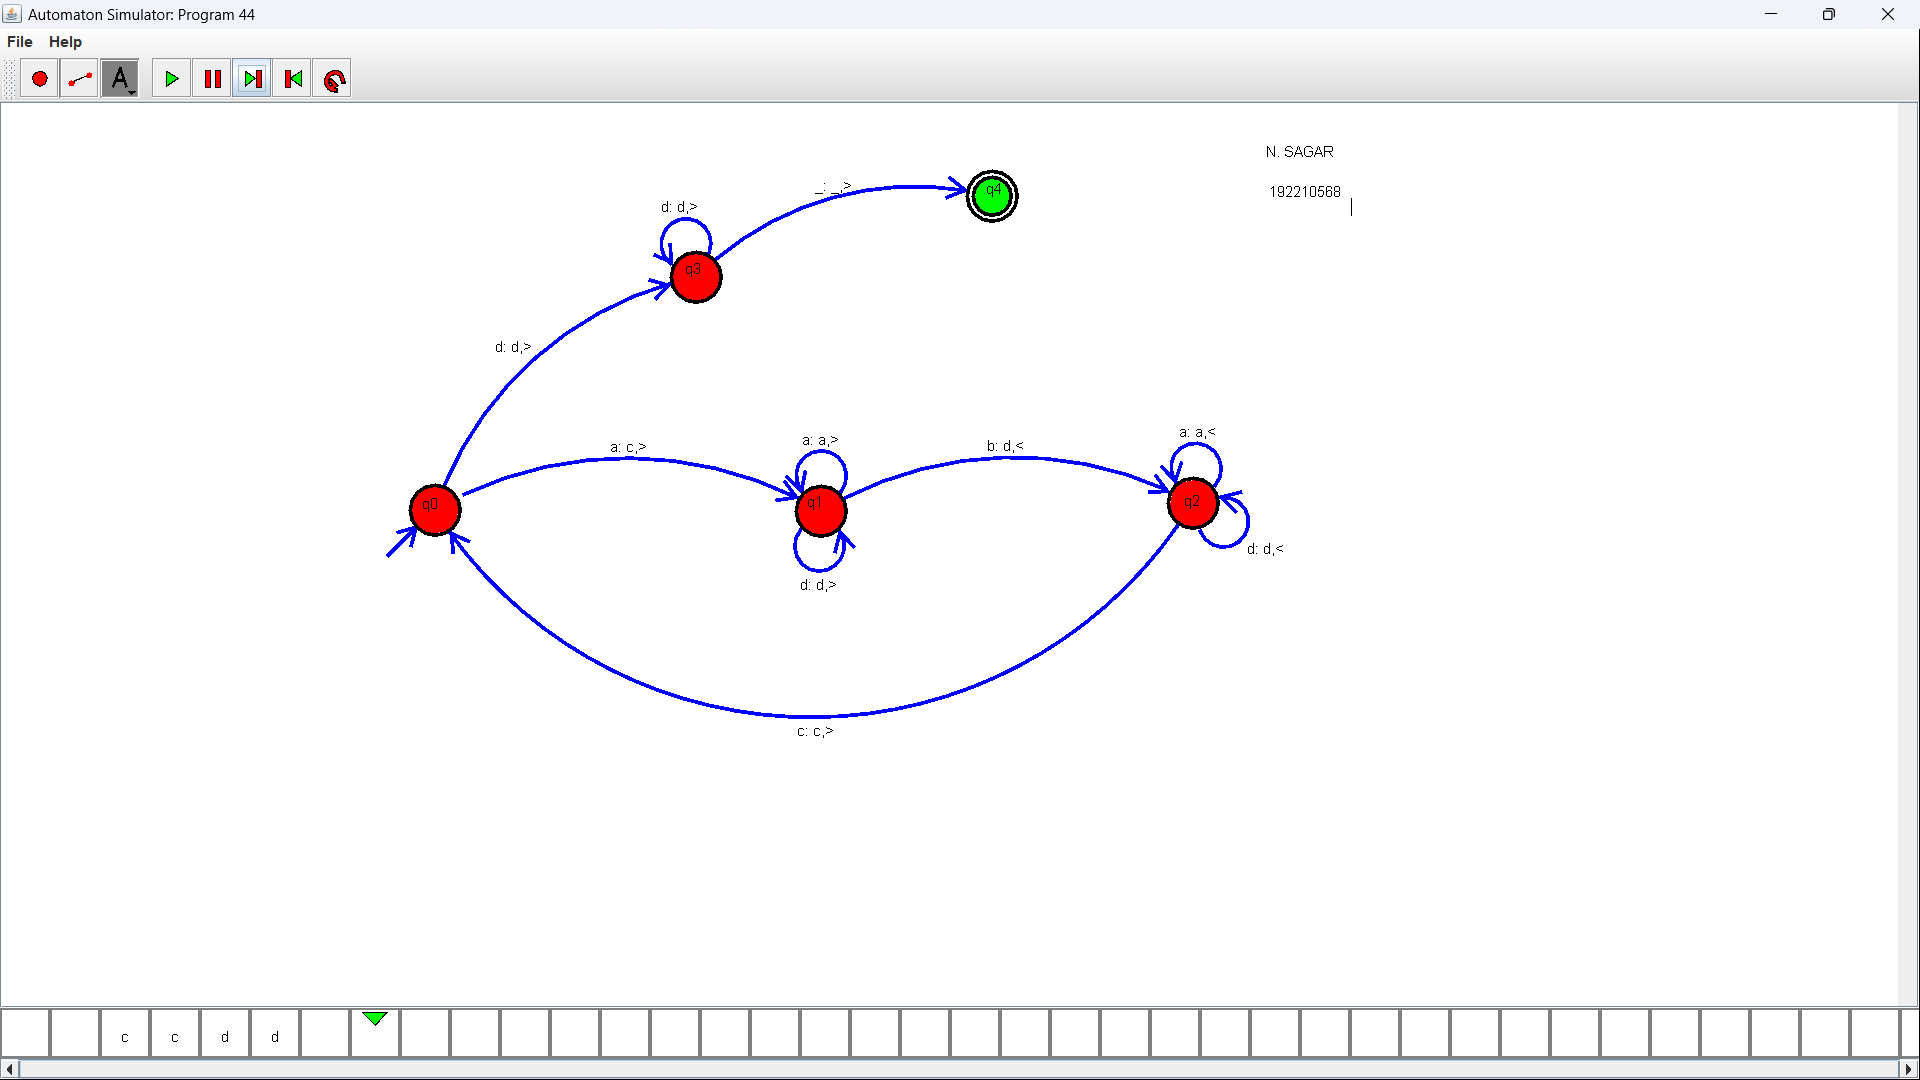 Automaton Simulator: Program 44
File Help
A
N. SAGAR
192210568
_: _,>
q4
d: d,>
q3
d: d,>
a: c,>
a: a,>
b: d,<
a: a,<
q0
q1
q2
d: d,<
d: d,>
c: c,>
c c d d